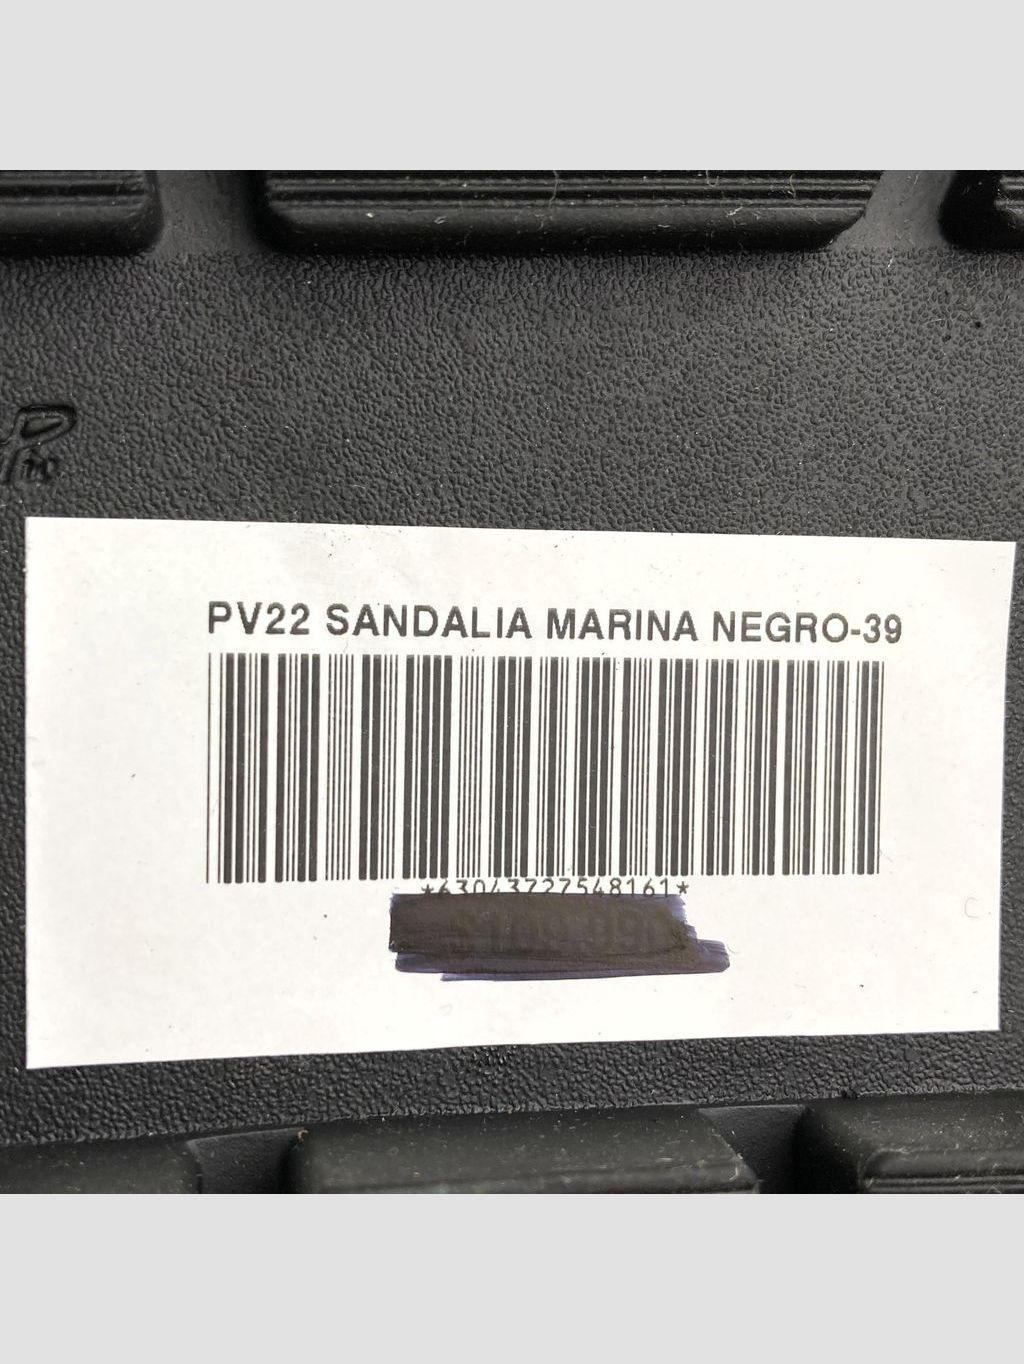 PV22 SANDALIA MARINA NEGRO-39
*63043727548161*